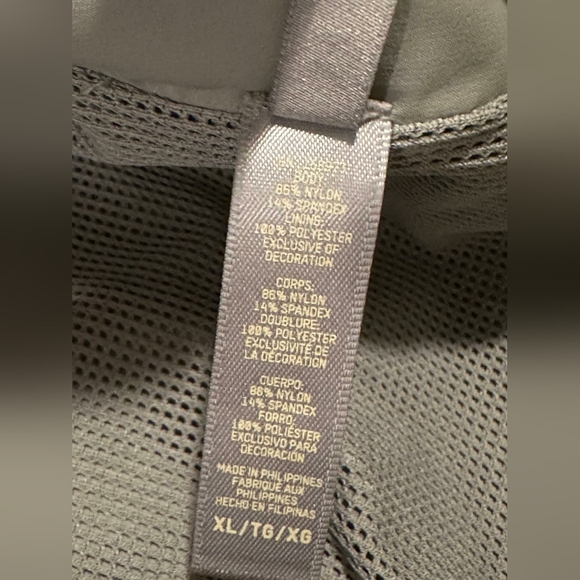 BODY:
86% NYLON
14% SPANDEX
LINING:
100% POLYESTER
EXCLUSIVE OF
DECORATION
CORPS:
86% NYLON
14% SPANDEX
DOUBLURE:
100% POLYESTER
EXCLUSIVITÉ DE
LA DÉCORATION
CUERPO:
86% NYLON
14% SPANDEX
FORRO:
100% POLIÉSTER
EXCLUSIVO PARA
DECORACIÓN
MADE IN PHILIPPINES
FABRIQUÉ AUX
PHILIPPINES
HECHO EN FILIPINAS
XL/TG/XG